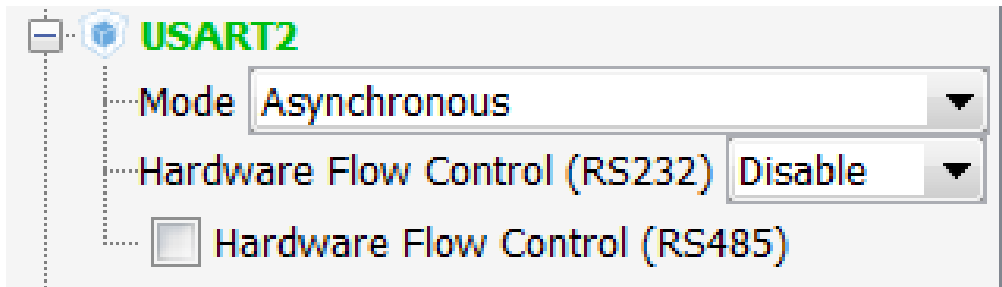 USART2
Mode Asynchronous
Hardware Flow Control (RS232) Disable
Hardware Flow Control (RS485)